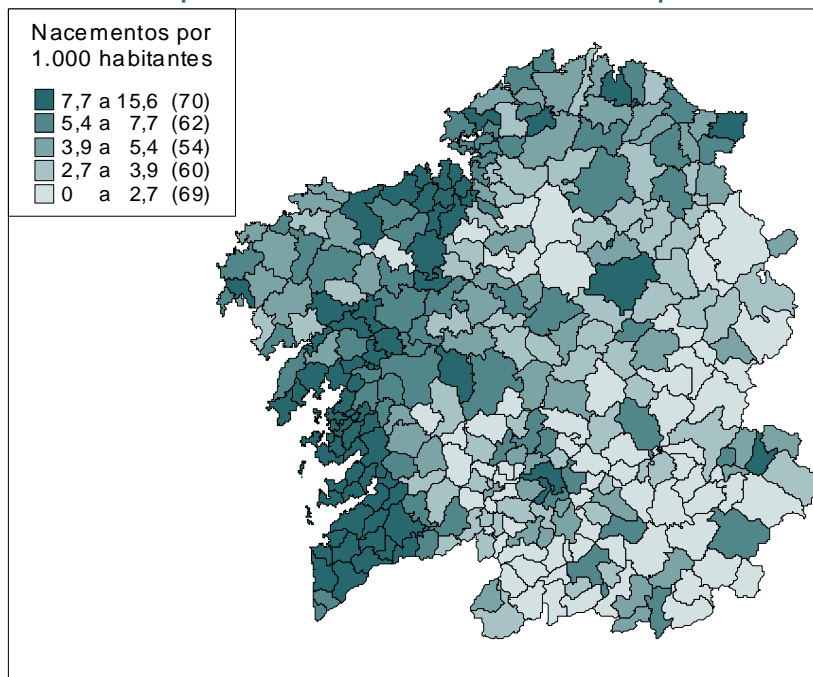 Nacementos por
1.000 habitantes
7,7 a 15,6 (70)
5,4 a 7,7 (62)
3,9 a 5,4 (54)
2,7 a 3,9 (60)
0 a 2,7 (69)